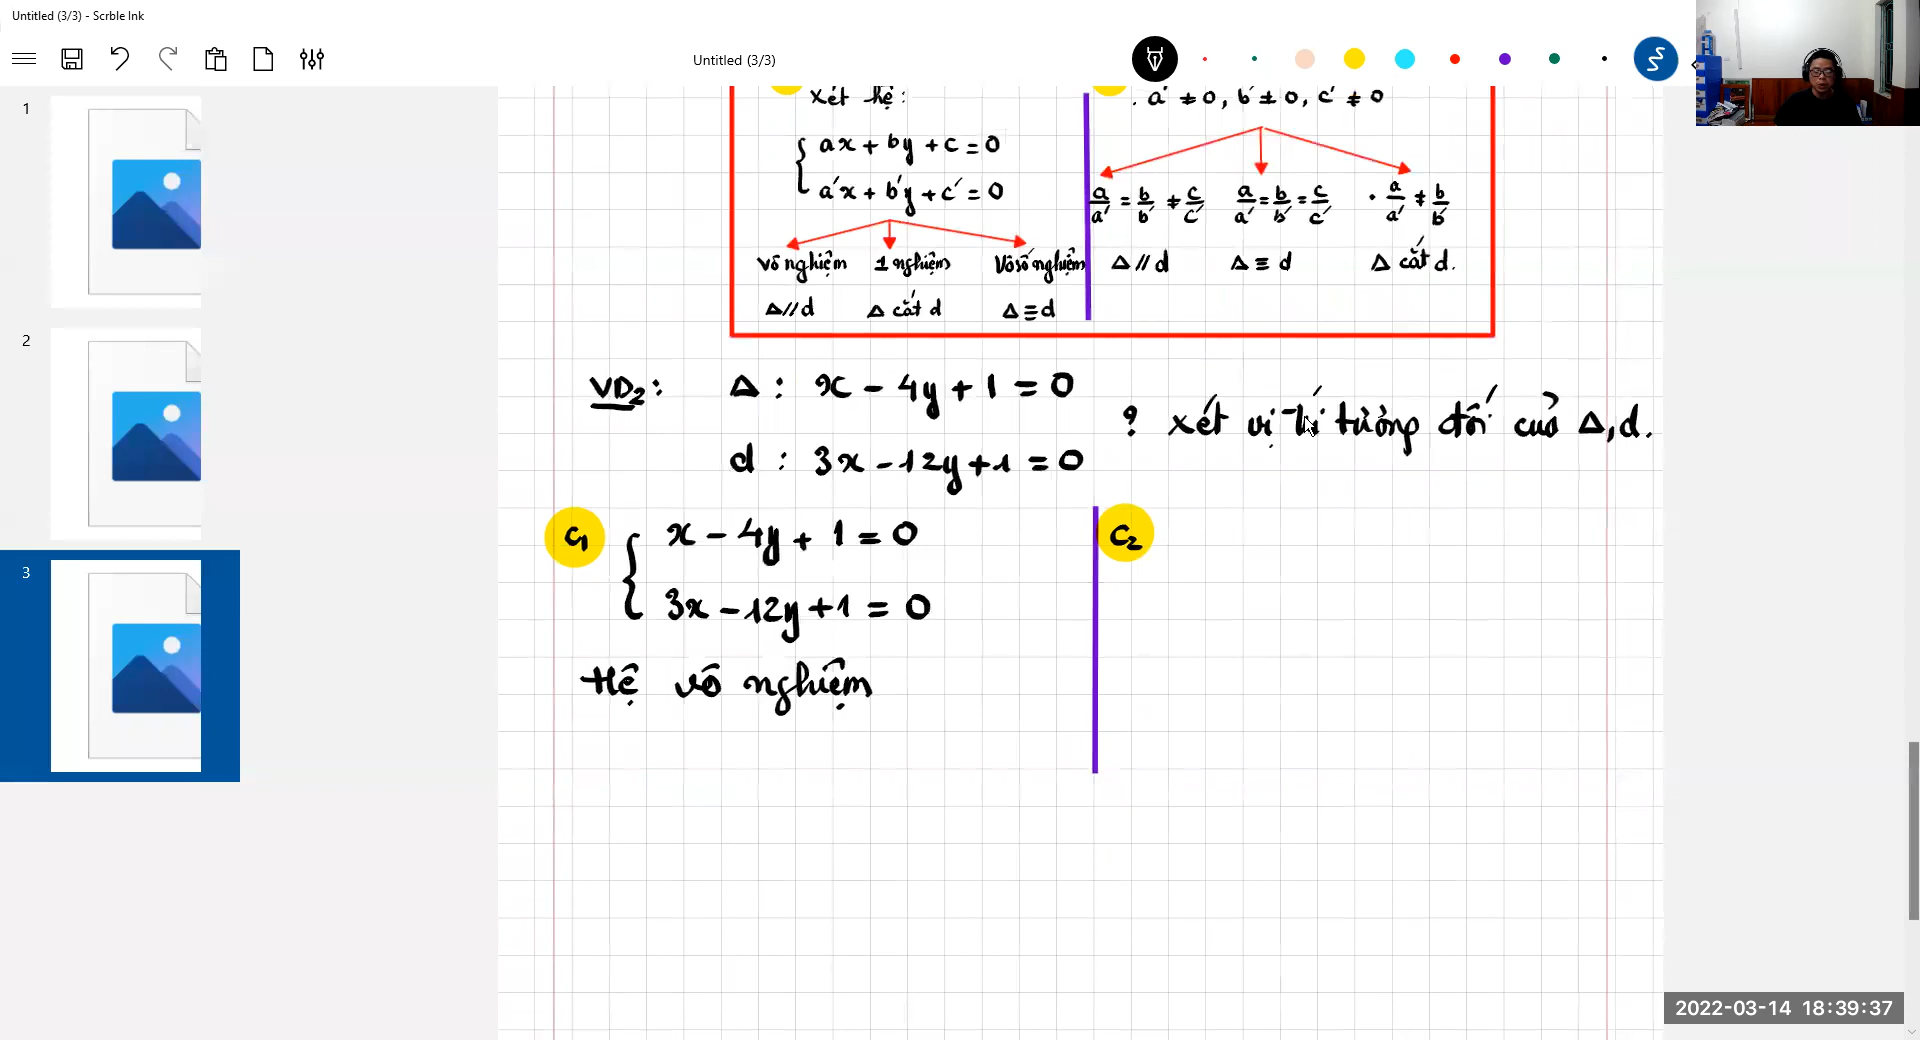 Untitled (3/3) - Scrble Ink
Untitled (3/3)
1
2
3
Xét hệ:
ax + by + c = 0
a'x + b'y + c' = 0
Vô nghiệm 1 nghiệm Vô số nghiệm
Δ // d Δ cắt d Δ ≡ d
. a' ≠ 0, b' ≠ 0, c' ≠ 0
a/a' = b/b' ≠ c/c' a/a' = b/b' = c/c' · a/a' ≠ b/b'
Δ // d Δ ≡ d Δ cắt d.
VD2: Δ : x - 4y + 1 = 0
d : 3x - 12y + 1 = 0
? Xét vị trí tương đối của Δ, d.
C1
x - 4y + 1 = 0
3x - 12y + 1 = 0
Hệ vô nghiệm
C2
2022-03-14 18:39:37